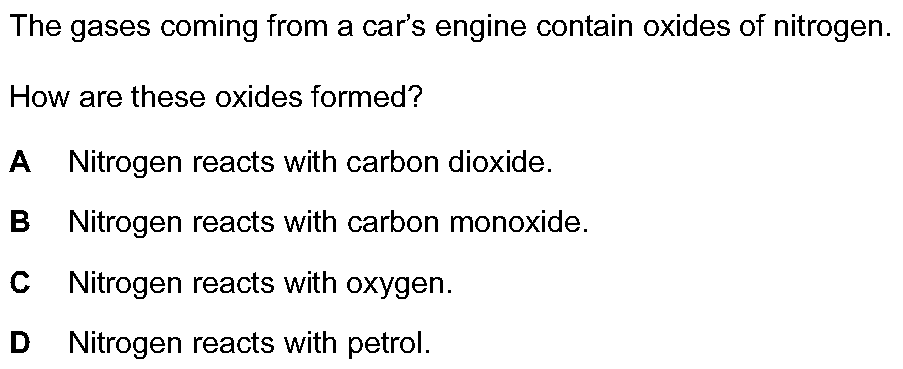 The gases coming from a car’s engine contain oxides of nitrogen.
How are these oxides formed?
A Nitrogen reacts with carbon dioxide.
B Nitrogen reacts with carbon monoxide.
C Nitrogen reacts with oxygen.
D Nitrogen reacts with petrol.